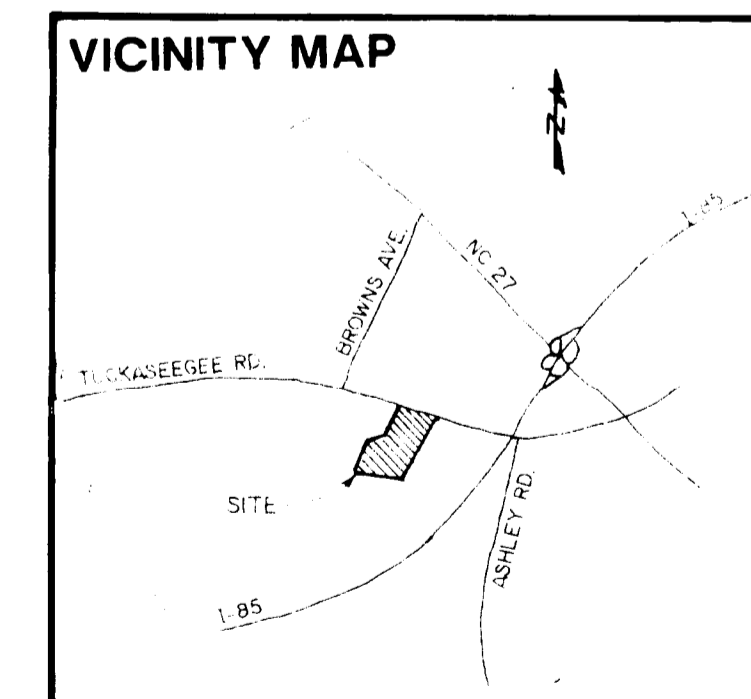 VICINITY MAP
N
I-85
NC 27
BROWNS AVE.
TUCKASEEGEE RD.
SITE
ASHLEY RD.
I-85